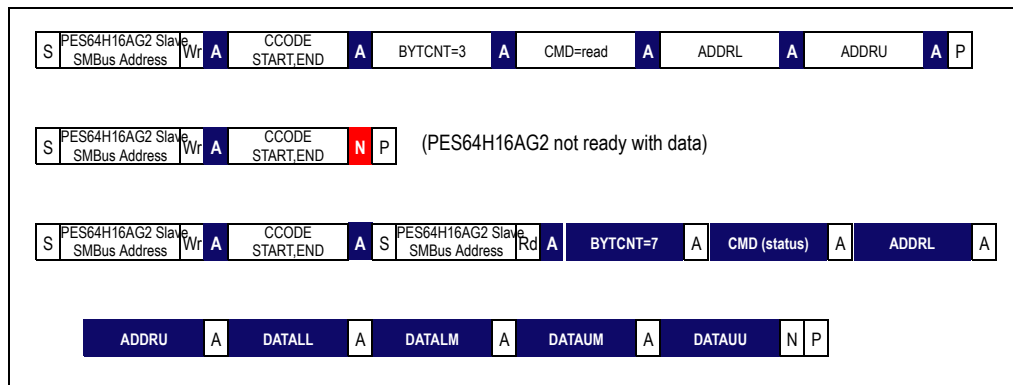 S PES64H16AG2 Slave SMBus Address Wr A CCODE START,END A BYTCNT=3 A CMD=read A ADDRL A ADDRU A P
S PES64H16AG2 Slave SMBus Address Wr A CCODE START,END N P (PES64H16AG2 not ready with data)
S PES64H16AG2 Slave SMBus Address Wr A CCODE START,END A S PES64H16AG2 Slave SMBus Address Rd A BYTCNT=7 A CMD (status) A ADDRL A
ADDRU A DATALL A DATALM A DATAUM A DATAUU N P